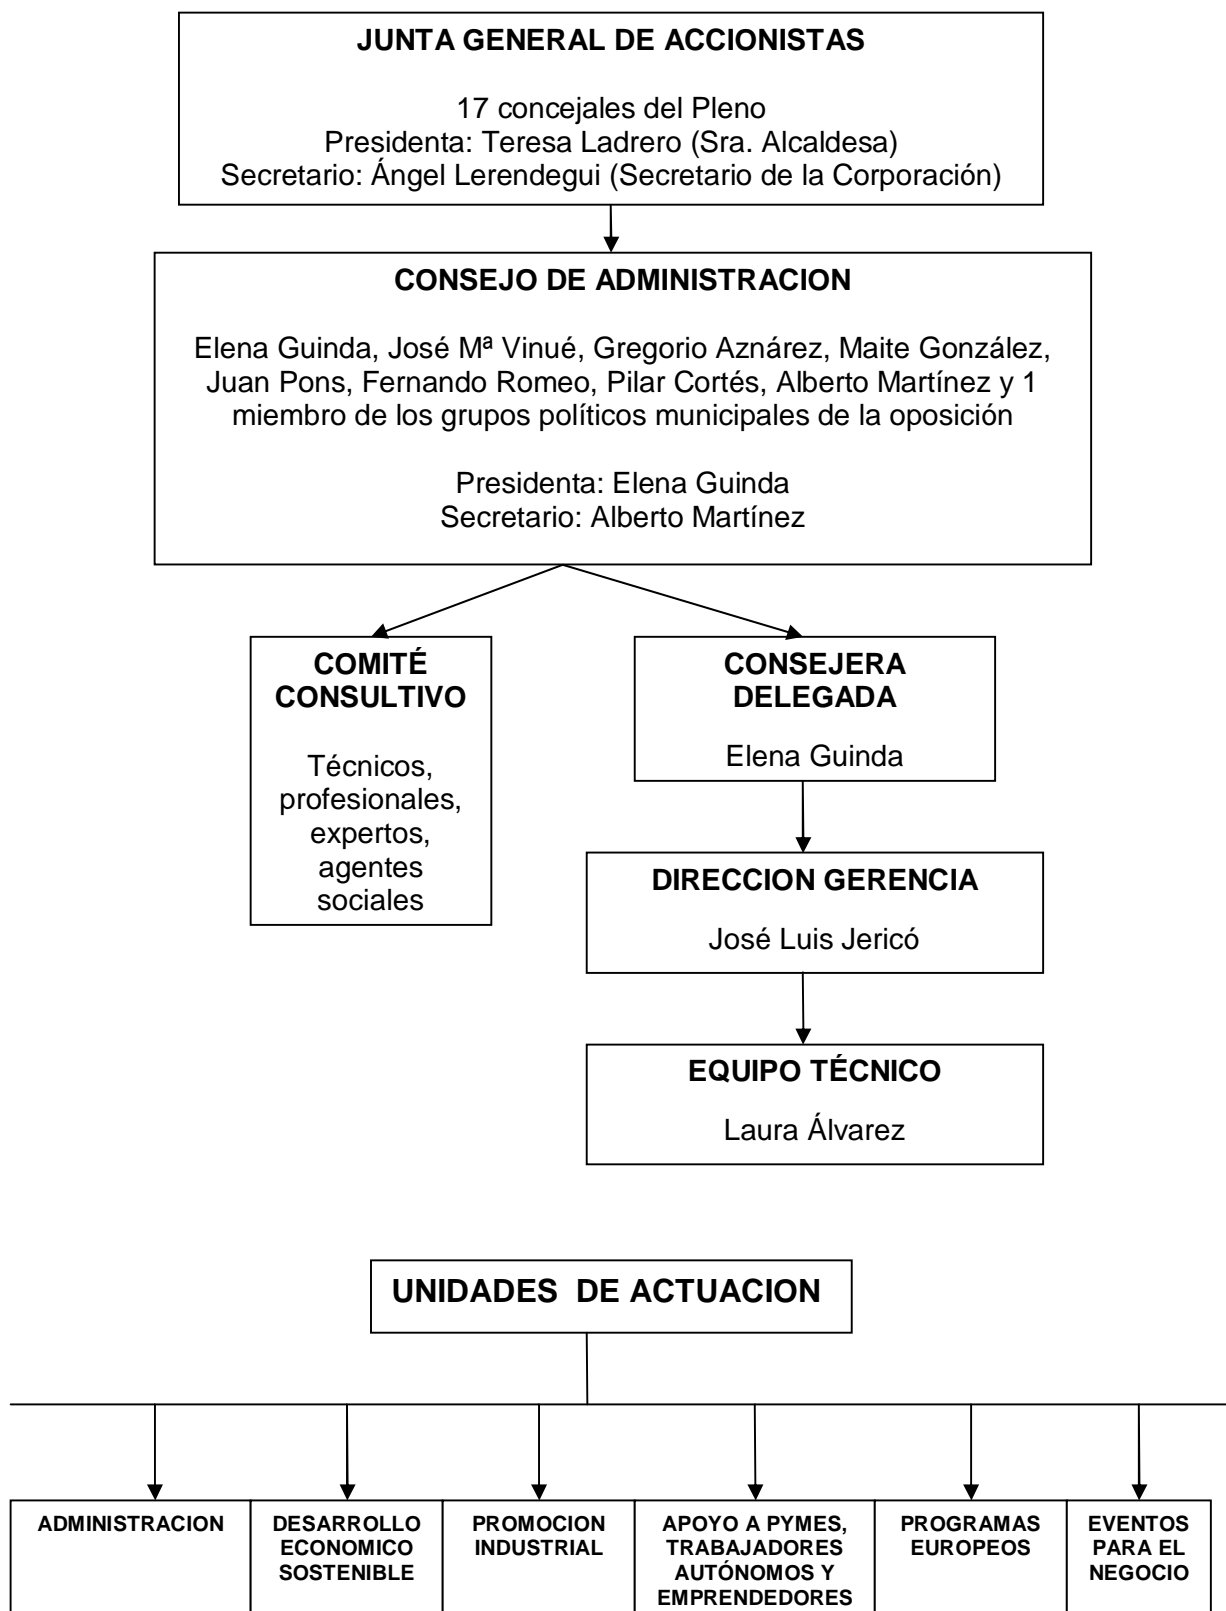 JUNTA GENERAL DE ACCIONISTAS
17 concejales del Pleno
Presidenta: Teresa Ladrero (Sra. Alcaldesa)
Secretario: Ángel Lerendegui (Secretario de la Corporación)
CONSEJO DE ADMINISTRACION
Elena Guinda, José Mª Vinué, Gregorio Aznárez, Maite González,
Juan Pons, Fernando Romeo, Pilar Cortés, Alberto Martínez y 1
miembro de los grupos políticos municipales de la oposición
Presidenta: Elena Guinda
Secretario: Alberto Martínez
COMITÉ
CONSULTIVO
Técnicos,
profesionales,
expertos,
agentes
sociales
CONSEJERA
DELEGADA
Elena Guinda
DIRECCION GERENCIA
José Luis Jericó
EQUIPO TÉCNICO
Laura Álvarez
UNIDADES  DE ACTUACION
ADMINISTRACION
DESARROLLO
ECONOMICO
SOSTENIBLE
PROMOCION
INDUSTRIAL
APOYO A PYMES,
TRABAJADORES
AUTÓNOMOS Y
EMPRENDEDORES
PROGRAMAS
EUROPEOS
EVENTOS
PARA EL
NEGOCIO